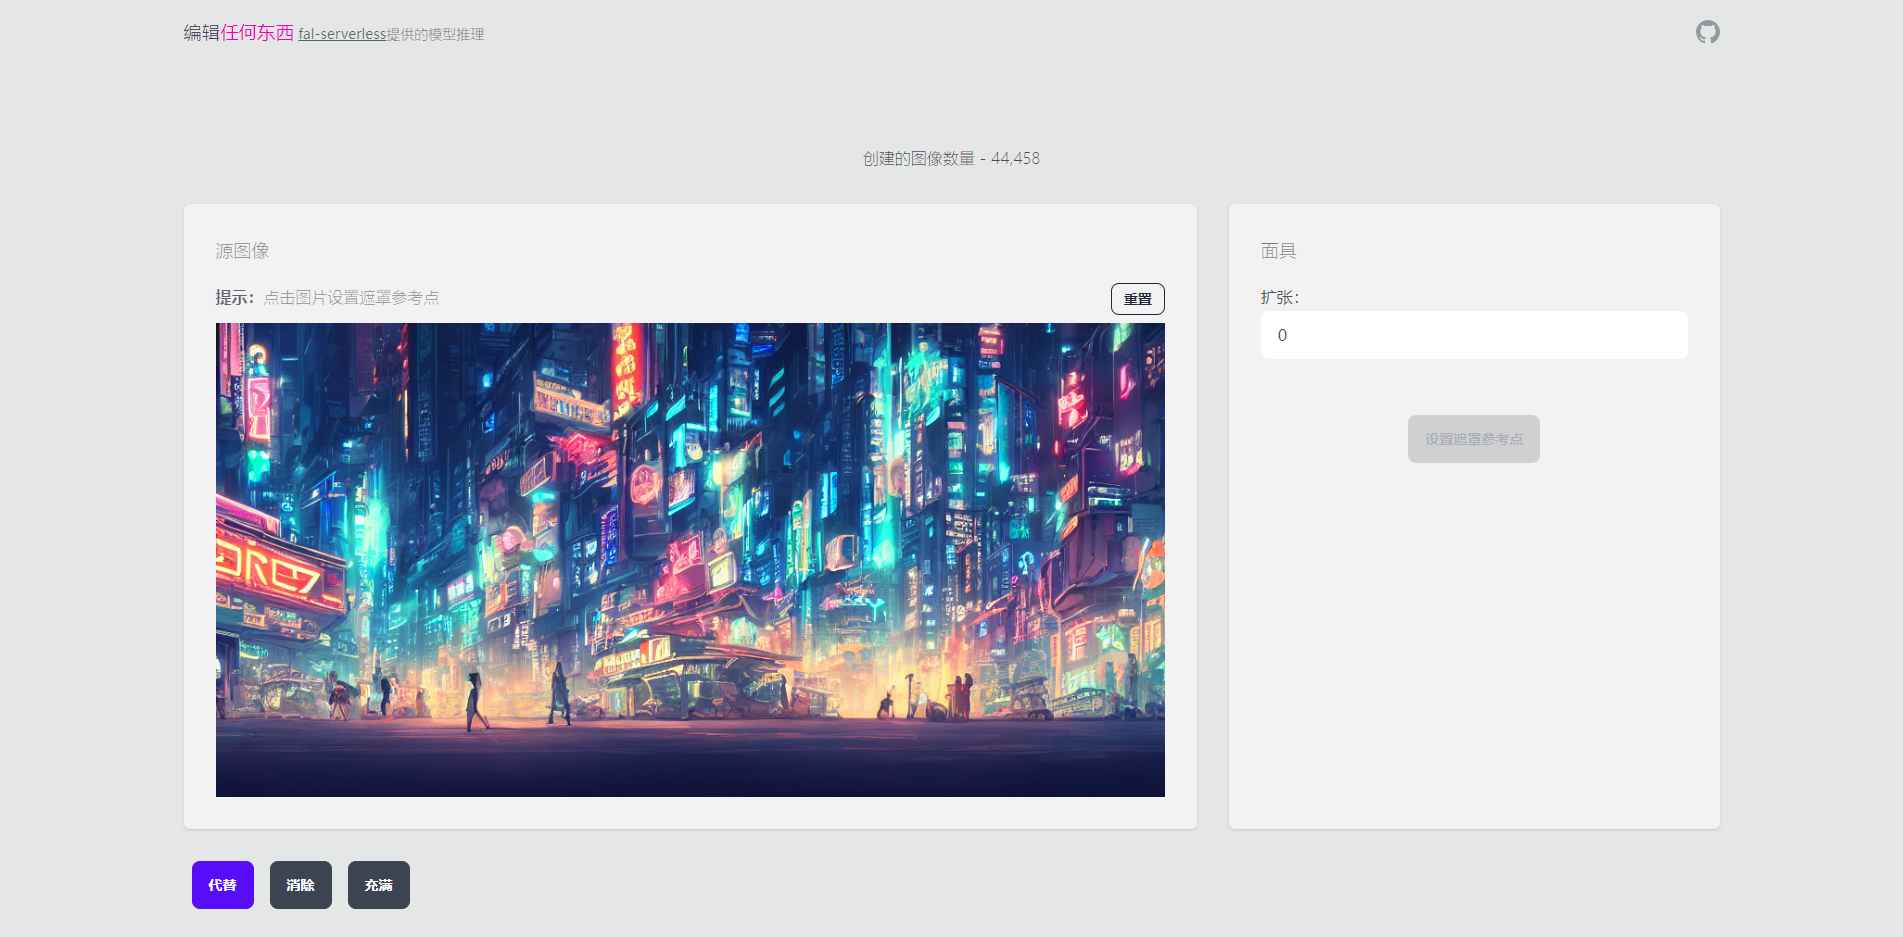 编辑任何东西 fal-serverless提供的模型推理
创建的图像数量 - 44,458
源图像
提示：点击图片设置遮罩参考点
重置
面具
扩张：
0
设置遮罩参考点
代替
消除
充满